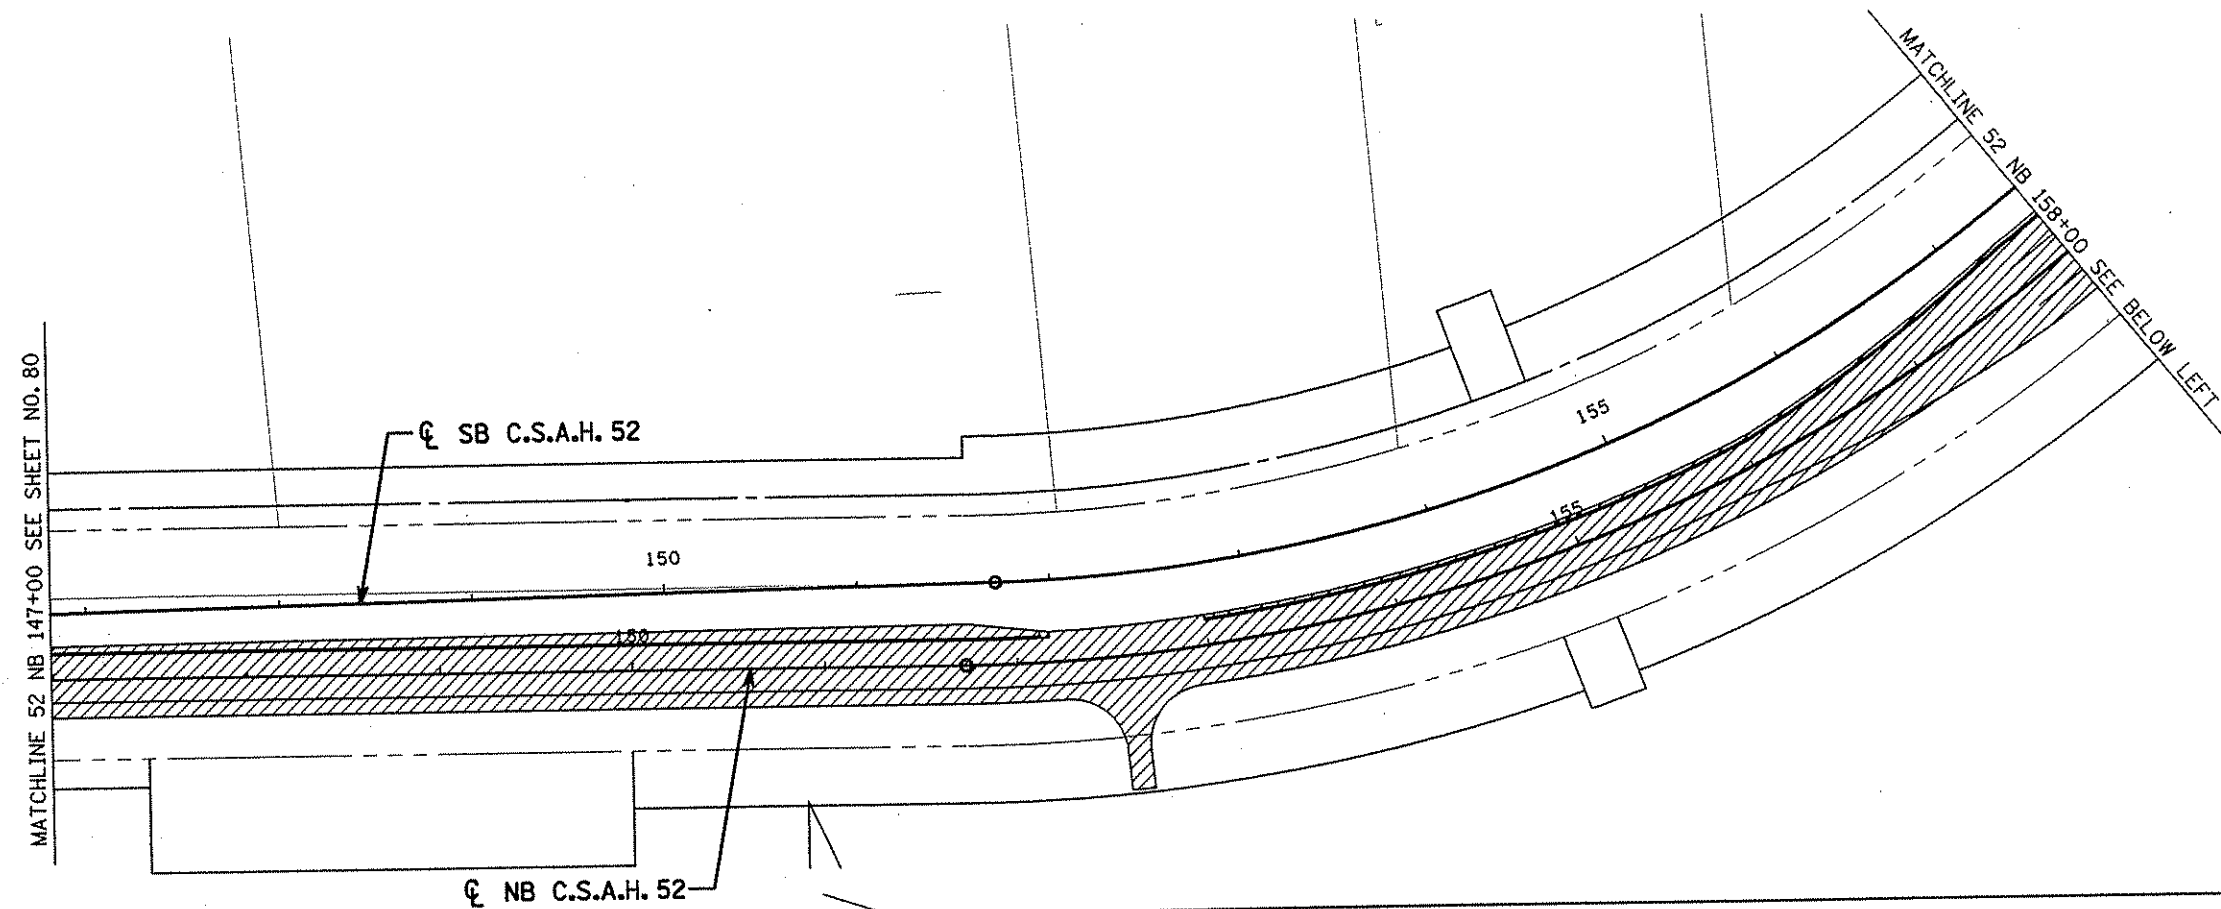 MATCHLINE 52 NB 147+00 SEE SHEET NO. 80
℄ SB C.S.A.H. 52
150
150
℄ NB C.S.A.H. 52
155
155
MATCHLINE 52 NB 158+00 SEE BELOW LEFT